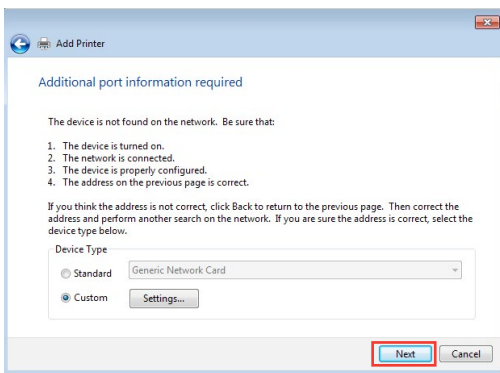 Add Printer
Additional port information required
The device is not found on the network. Be sure that:
1. The device is turned on.
2. The network is connected.
3. The device is properly configured.
4. The address on the previous page is correct.
If you think the address is not correct, click Back to return to the previous page. Then correct the
address and perform another search on the network. If you are sure the address is correct, select the
device type below.
Device Type
Standard
Generic Network Card
Custom
Settings...
Next
Cancel